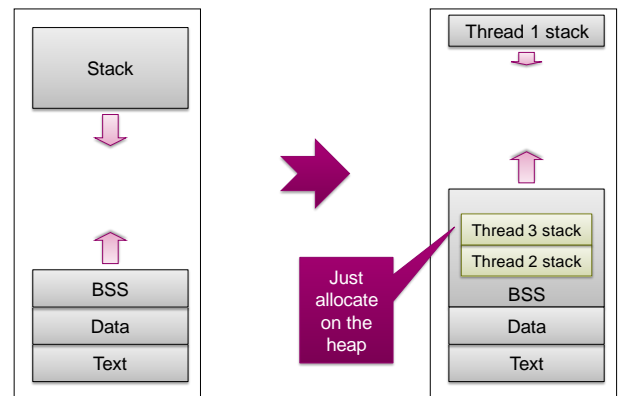 Stack
BSS
Data
Text
Just
allocate
on the
heap
Thread 1 stack
Thread 3 stack
Thread 2 stack
BSS
Data
Text